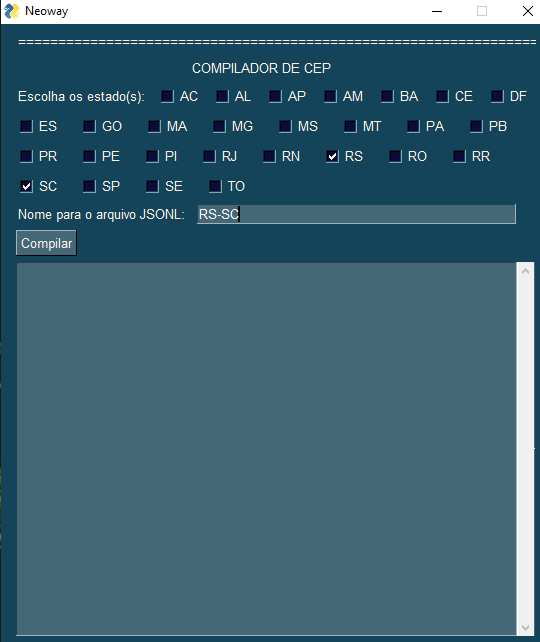 Neoway
=================================================================
COMPILADOR DE CEP
Escolha os estado(s): AC AL AP AM BA CE DF
ES GO MA MG MS MT PA PB
PR PE PI RJ RN RS RO RR
SC SP SE TO
Nome para o arquivo JSONL: RS-SC
Compilar